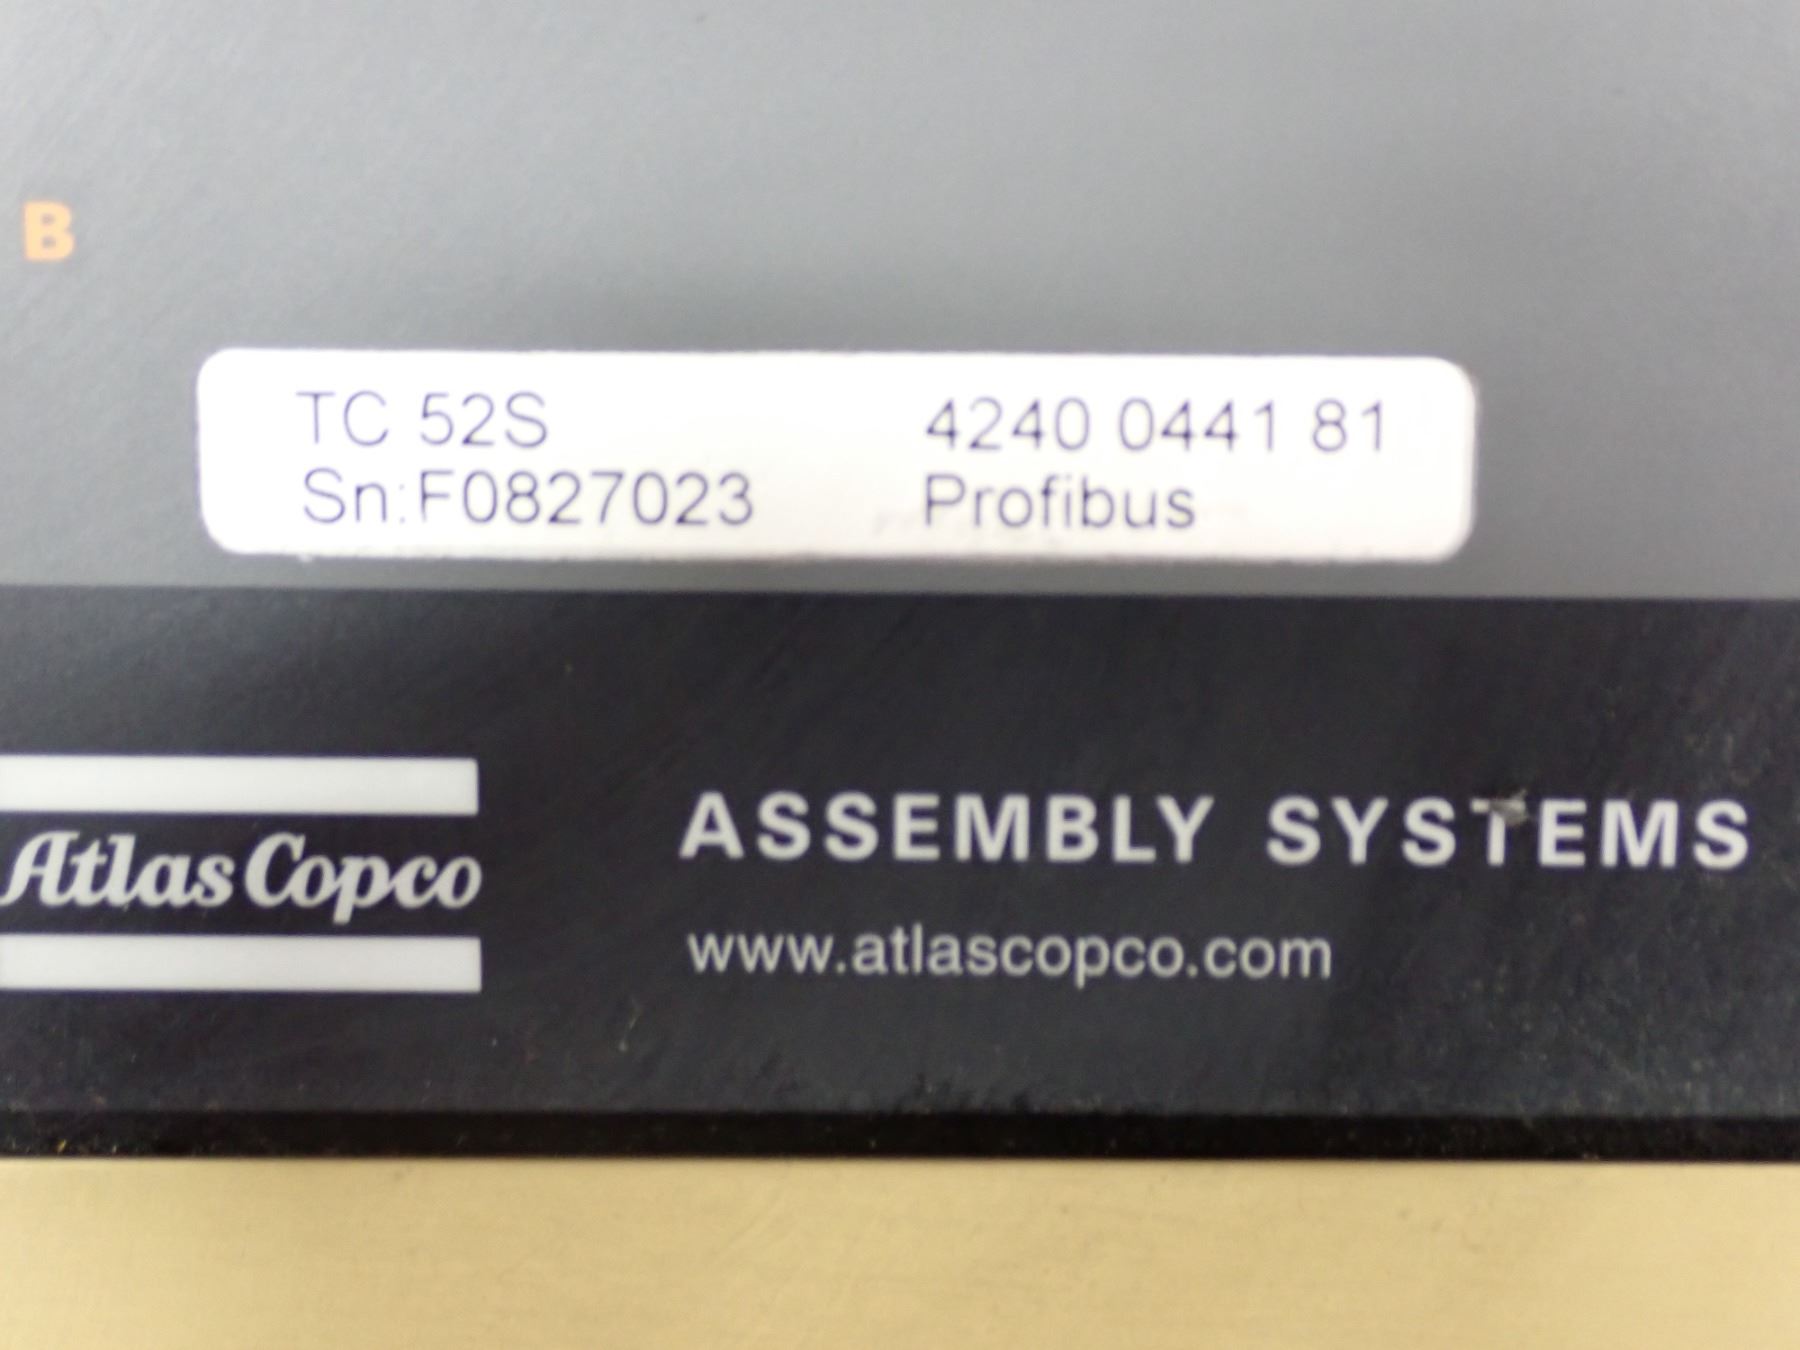 B
TC 52S 4240 0441 81
Sn:F0827023 Profibus
Atlas Copco
ASSEMBLY SYSTEMS
www.atlascopco.com